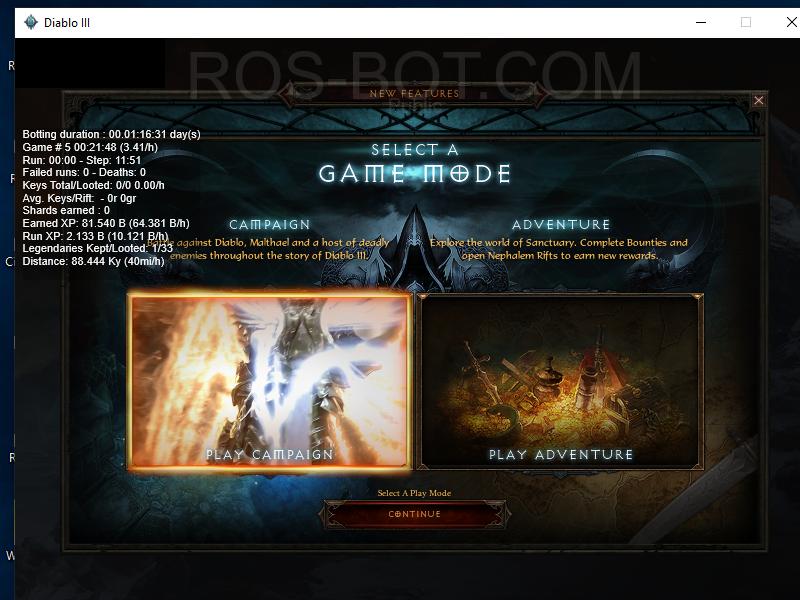 Diablo III
ROS-BOT.COM
NEW FEATURES
Public
Botting duration : 00.01:16:31 day(s)
Game # 5 00:21:48 (3.41/h)
Run: 00:00 - Step: 11:51
Failed runs: 0 - Deaths: 0
Keys Total/Looted: 0/0 0.00/h
Avg. Keys/Rift:  - 0r 0gr
Shards earned : 0
Earned XP: 81.540 B (64.381 B/h)
Run XP: 2.133 B (10.121 B/h)
Legendaries Kept/Looted: 1/33
Distance: 88.444 Ky (40mi/h)
SELECT A
GAME MODE
CAMPAIGN
Battle against Diablo, Malthael and a host of deadly
enemies throughout the story of Diablo III.
ADVENTURE
Explore the world of Sanctuary. Complete Bounties and
open Nephalem Rifts to earn new rewards.
PLAY CAMPAIGN
PLAY ADVENTURE
Select A Play Mode
CONTINUE
R
R
Ci
R
W